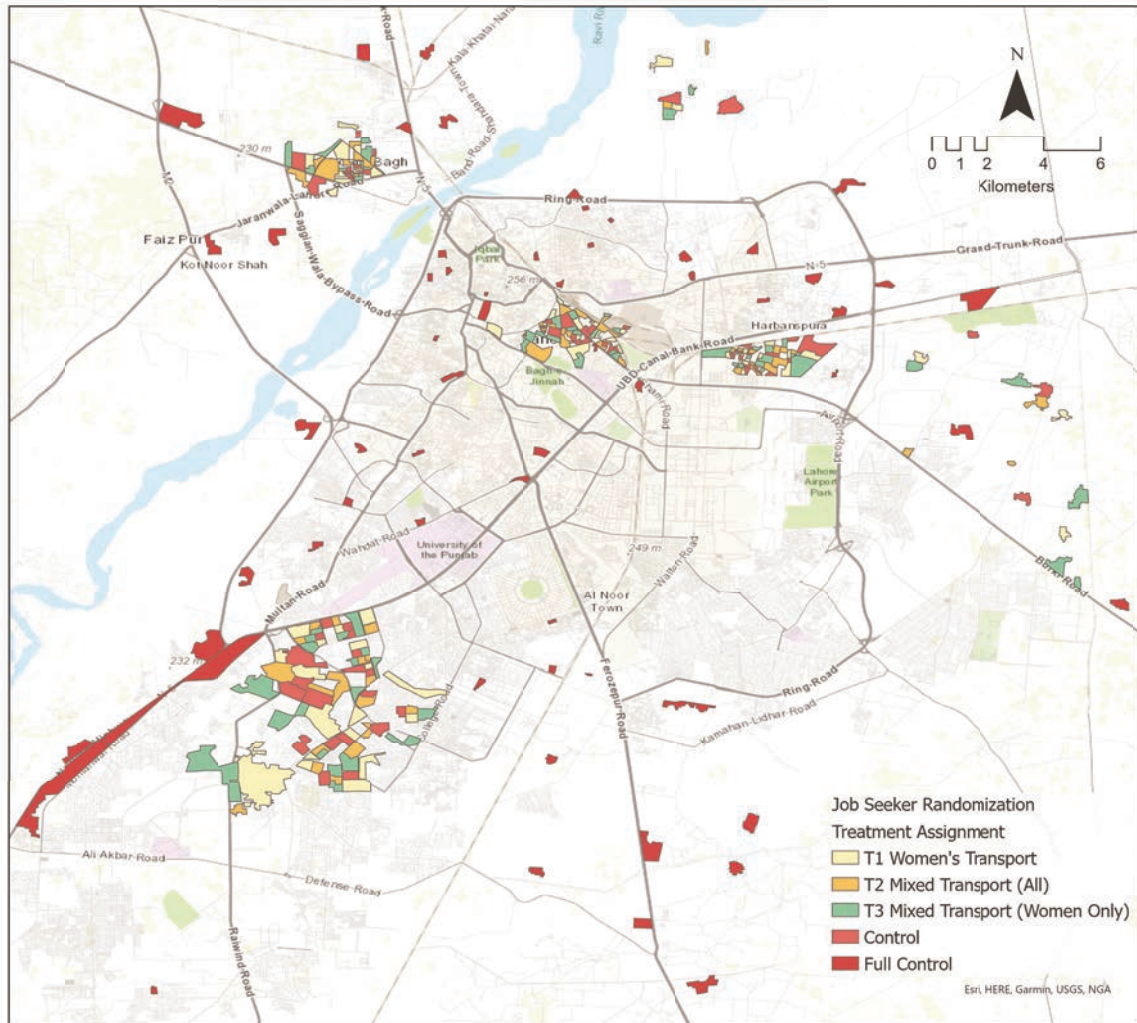 Kala-Khatai-Nara
k-Road
Ravi Ri
Shahdara-Town
Band-Road
N
0 1 2 4 6
Kilometers
230 m
Bagh
M2
N-5
Jaranwala-Lahore-Road
Ring-Road
Faiz Pur
Kot Noor Shah
Saggian-Wala-Bypass-Road
Iqbal
Park
Grand-Trunk-Road
N-5
256 m
Harbanspura
UBD-Canal-Bank-Road
Bagh-e
Jinnah
Airport-Road
Lahore
Airport
Park
Wahdat-Road
University of
the Punjab
249 m
Walton-Road
Multan-Road
Al Noor
Town
Burki-Road
232 m
Ferozepur-Road
College-Road
Ring-Road
Kamahan-Lidhar-Road
Ali Akbar-Road
Defense-Road
Raiwind-Road
Job Seeker Randomization
Treatment Assignment
T1 Women's Transport
T2 Mixed Transport (All)
T3 Mixed Transport (Women Only)
Control
Full Control
Esri, HERE, Garmin, USGS, NGA